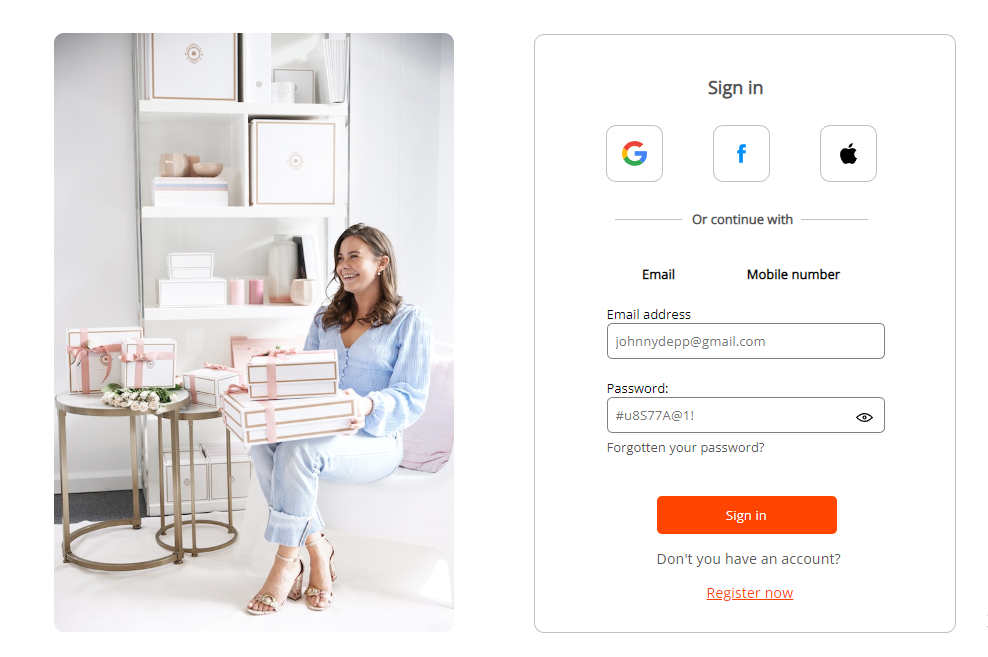 Sign in
Or continue with
Email
Mobile number
Email address
johnnydepp@gmail.com
Password:
#u8S77A@1!
Forgotten your password?
Sign in
Don't you have an account?
Register now